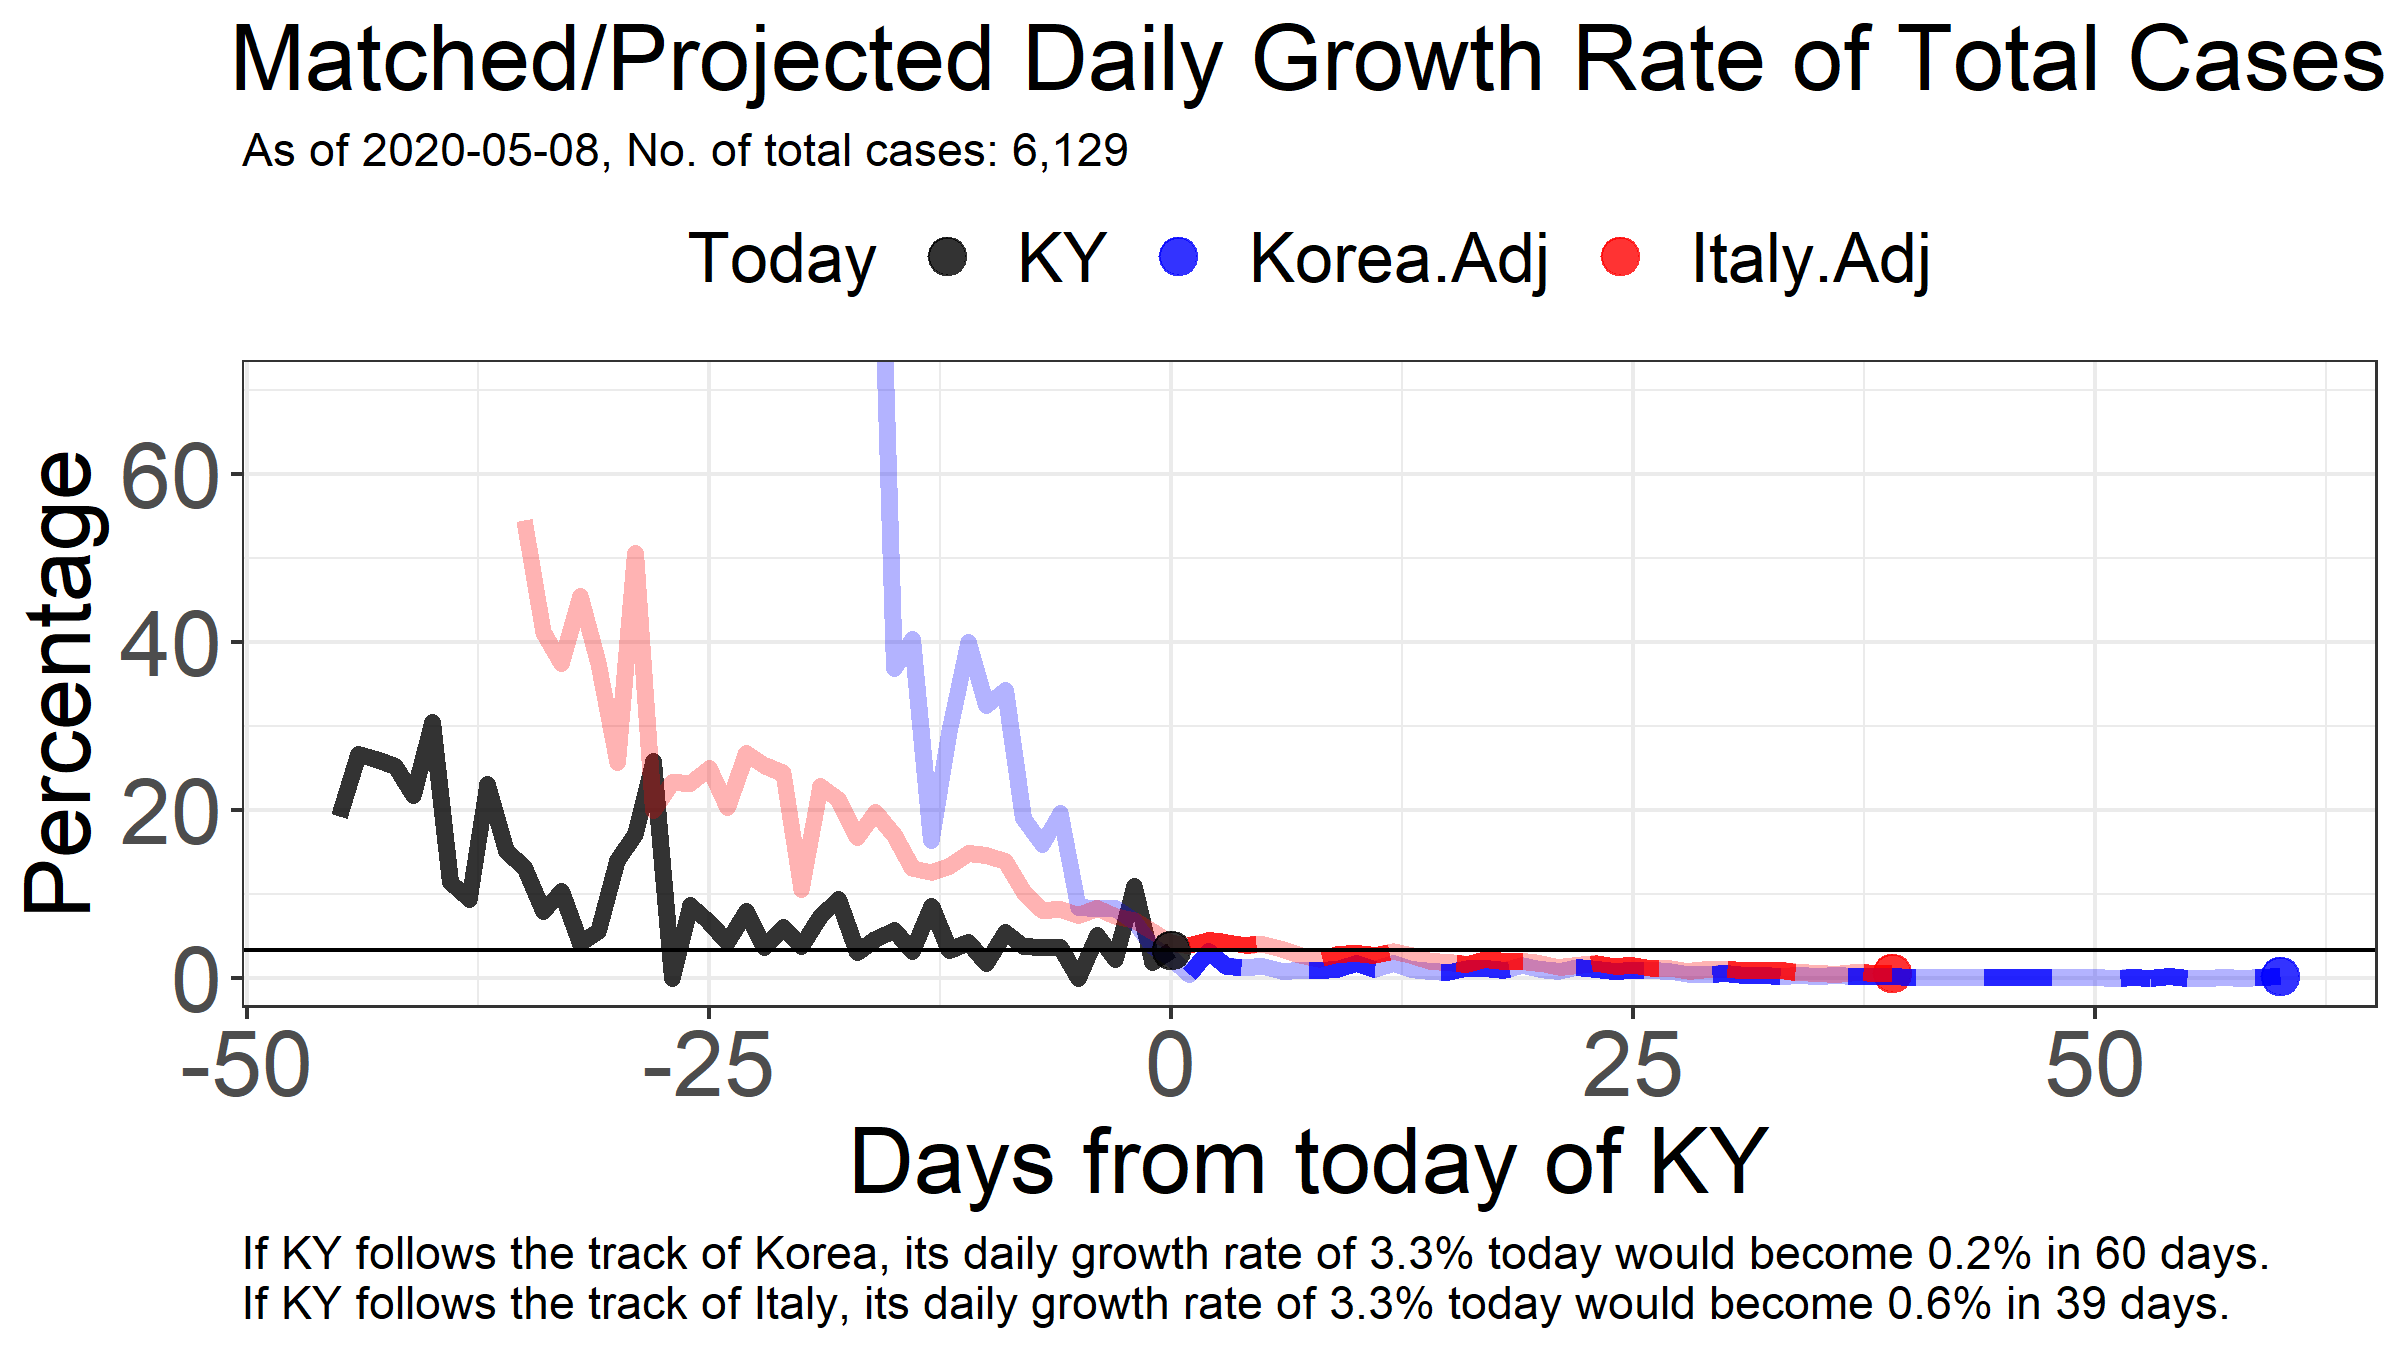 Matched/Projected Daily Growth Rate of Total Cases
As of 2020-05-08, No. of total cases: 6,129
Today KY Korea.Adj Italy.Adj
Percentage
60
40
20
0
-50 -25 0 25 50
Days from today of KY
If KY follows the track of Korea, its daily growth rate of 3.3% today would become 0.2% in 60 days.
If KY follows the track of Italy, its daily growth rate of 3.3% today would become 0.6% in 39 days.